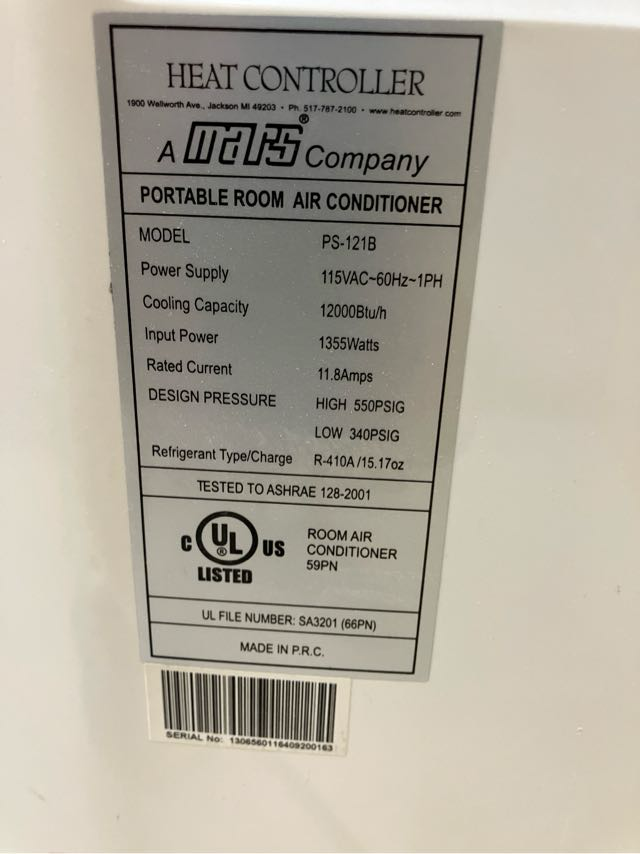 HEAT CONTROLLER
1900 Wellworth Ave., Jackson MI 49203 • Ph. 517-787-2100 • www.heatcontroller.com
A mars® Company
PORTABLE ROOM AIR CONDITIONER
MODEL PS-121B
Power Supply 115VAC~60Hz~1PH
Cooling Capacity 12000Btu/h
Input Power 1355Watts
Rated Current 11.8Amps
DESIGN PRESSURE HIGH 550PSIG
LOW 340PSIG
Refrigerant Type/Charge R-410A/15.17oz
TESTED TO ASHRAE 128-2001
C UL® US
LISTED
ROOM AIR
CONDITIONER
59PN
UL FILE NUMBER: SA3201 (66PN)
MADE IN P.R.C.
SERIAL No: 1306560116409200163